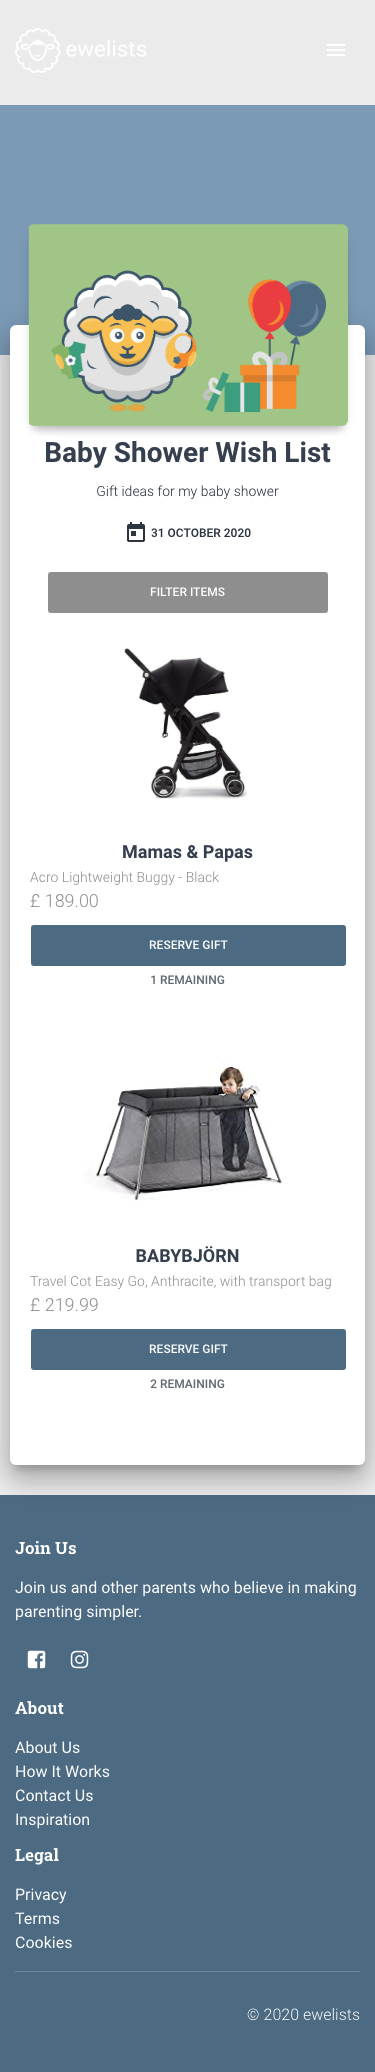 ewelists
Baby Shower Wish List
Gift ideas for my baby shower
31 OCTOBER 2020
FILTER ITEMS
Mamas & Papas
Acro Lightweight Buggy - Black
£ 189.00
RESERVE GIFT
1 REMAINING
BABYBJÖRN
Travel Cot Easy Go, Anthracite, with transport bag
£ 219.99
RESERVE GIFT
2 REMAINING
Join Us
Join us and other parents who believe in making
parenting simpler.
About
About Us
How It Works
Contact Us
Inspiration
Legal
Privacy
Terms
Cookies
© 2020 ewelists